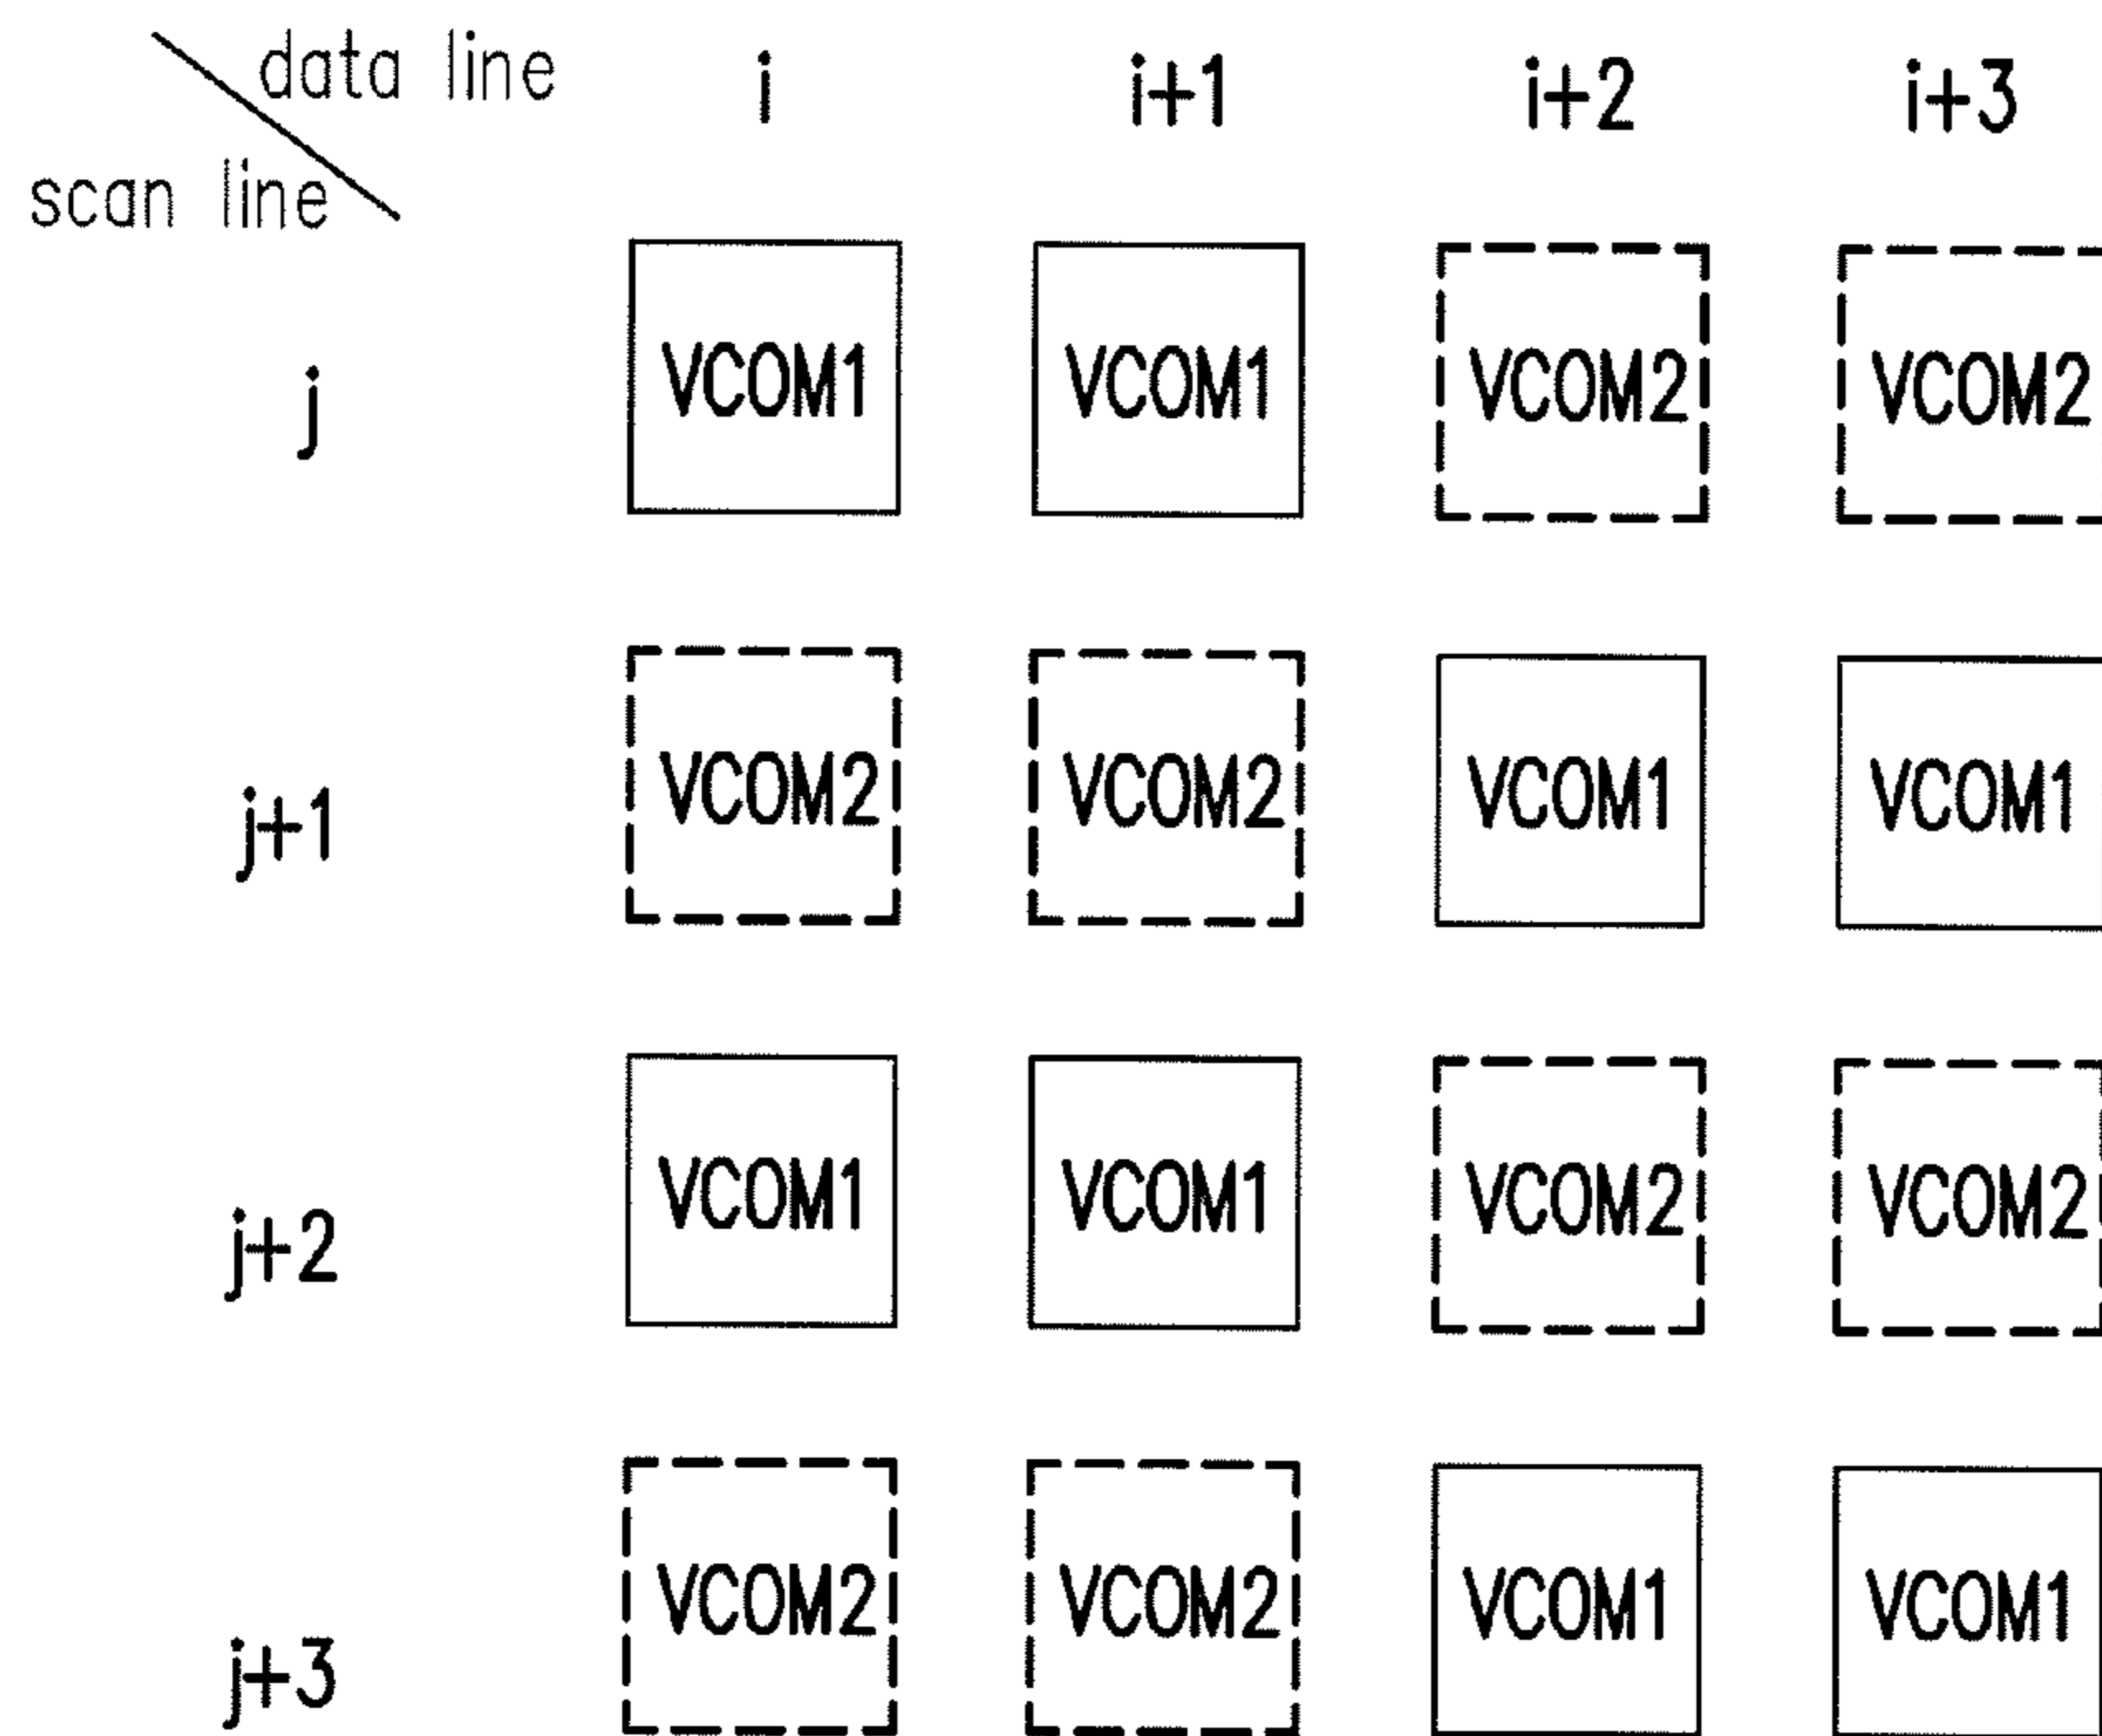 data line i i+1 i+2 i+3
scan line
j VCOM1 VCOM1 VCOM2 VCOM2
j+1 VCOM2 VCOM2 VCOM1 VCOM1
j+2 VCOM1 VCOM1 VCOM2 VCOM2
j+3 VCOM2 VCOM2 VCOM1 VCOM1